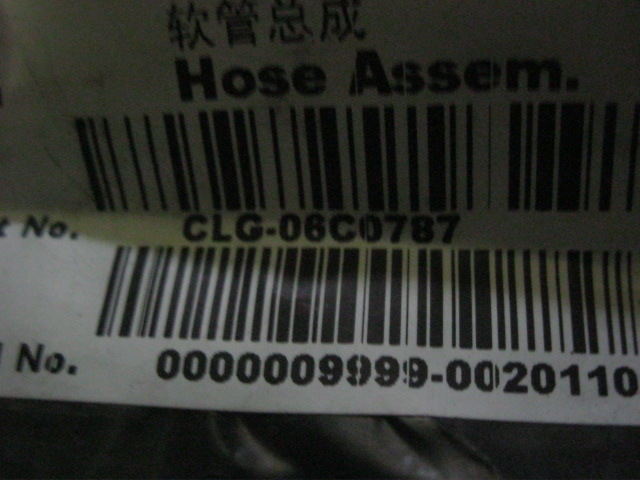 软管总成
Hose Assem.
t No. CLG-06C0787
l No. 0000009999-0020110